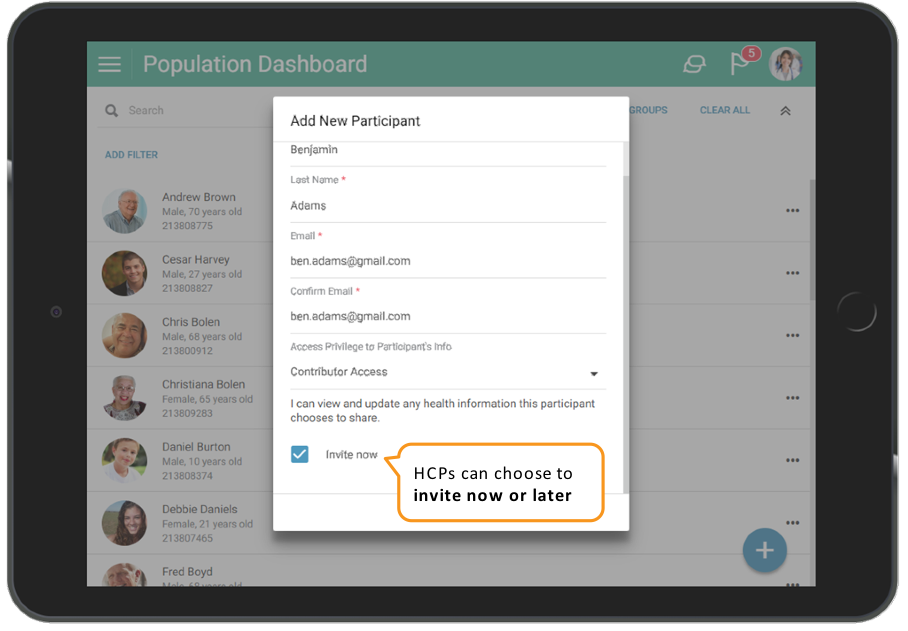 Population Dashboard
5
Search
GROUPS
CLEAR ALL
ADD FILTER
Andrew Brown
Male, 70 years old
213808775
Cesar Harvey
Male, 27 years old
213808827
Chris Bolen
Male, 68 years old
213800912
Christiana Bolen
Female, 65 years old
213809283
Daniel Burton
Male, 10 years old
213808374
Debbie Daniels
Female, 21 years old
213807465
Fred Boyd
Male, 68 years old
Add New Participant
Benjamin
Last Name *
Adams
Email *
ben.adams@gmail.com
Confirm Email *
ben.adams@gmail.com
Access Privilege to Participant's Info
Contributor Access
I can view and update any health information this participant
chooses to share.
Invite now
HCPs can choose to
invite now or later